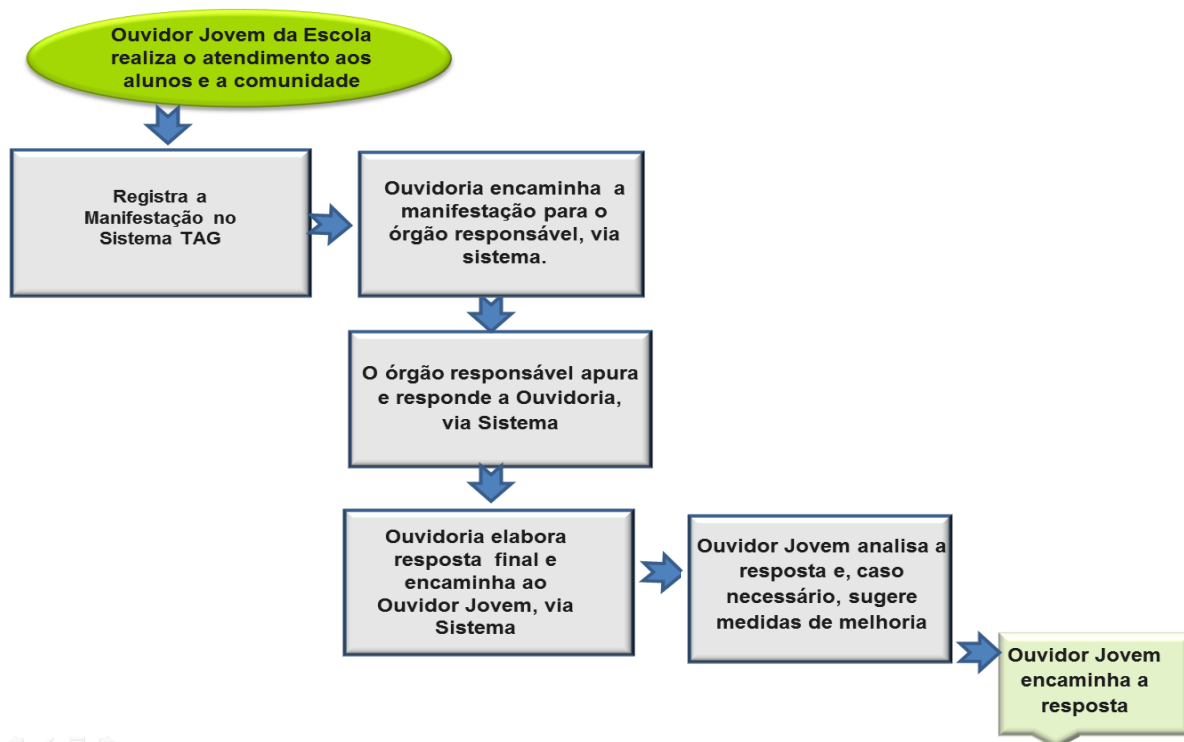 Ouvidor Jovem da Escola
realiza o atendimento aos
alunos e a comunidade
Registra a
Manifestação no
Sistema TAG
Ouvidoria encaminha a
manifestação para o
órgão responsável, via
sistema.
O órgão responsável apura
e responde a Ouvidoria,
via Sistema
Ouvidoria elabora
resposta final e
encaminha ao
Ouvidor Jovem, via
Sistema
Ouvidor Jovem analisa a
resposta e, caso
necessário, sugere
medidas de melhoria
Ouvidor Jovem
encaminha a
resposta